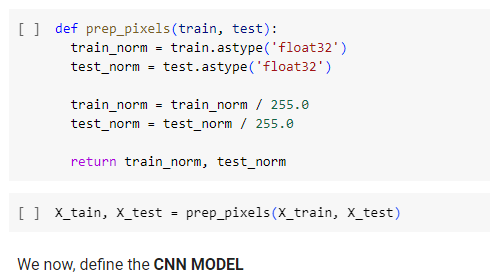 [ ] def prep_pixels(train, test):
train_norm = train.astype('float32')
test_norm = test.astype('float32')
train_norm = train_norm / 255.0
test_norm = test_norm / 255.0
return train_norm, test_norm
[ ] X_tain, X_test = prep_pixels(X_train, X_test)
We now, define the CNN MODEL